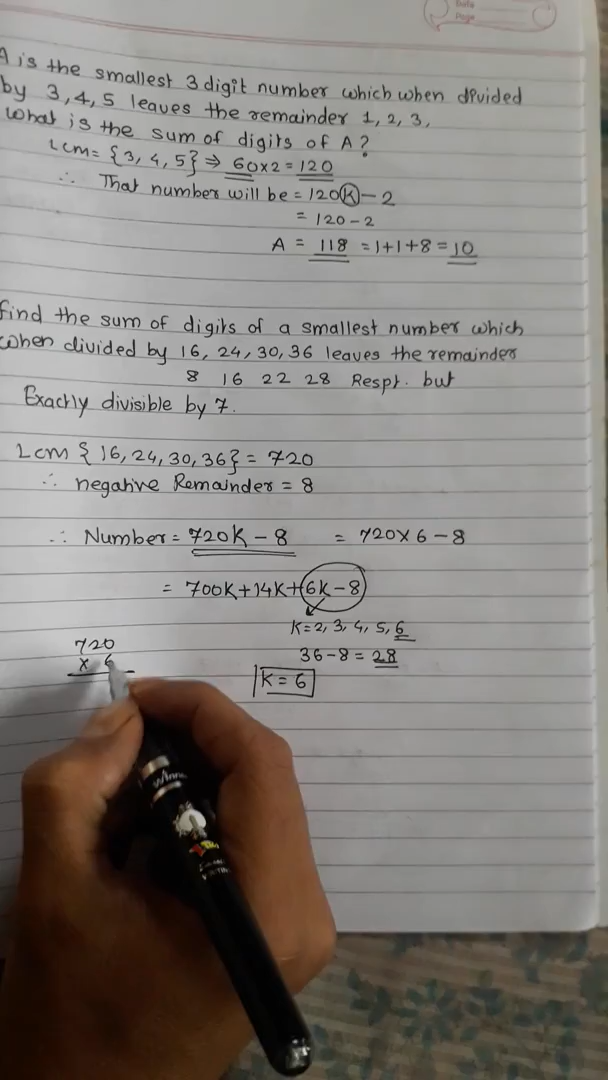 Date
Page
A is the smallest 3 digit number which when divided
by 3, 4, 5 leaves the remainder 1, 2, 3,
what is the sum of digits of A?
Lcm = {3, 4, 5} ⇒ 60×2 = 120
∴ That number will be = 120k - 2
= 120 - 2
A = 118 = 1+1+8 = 10
find the sum of digits of a smallest number which
when divided by 16, 24, 30, 36 leaves the remainder
8 16 22 28 Respt. but
Exactly divisible by 7.
Lcm {16, 24, 30, 36} = 720
∴ negative Remainder = 8
∴ Number = 720K - 8 = 720×6 - 8
= 700K + 14K + 6K - 8
K = 2, 3, 4, 5, 6
36 - 8 = 28
K = 6
720
× 6